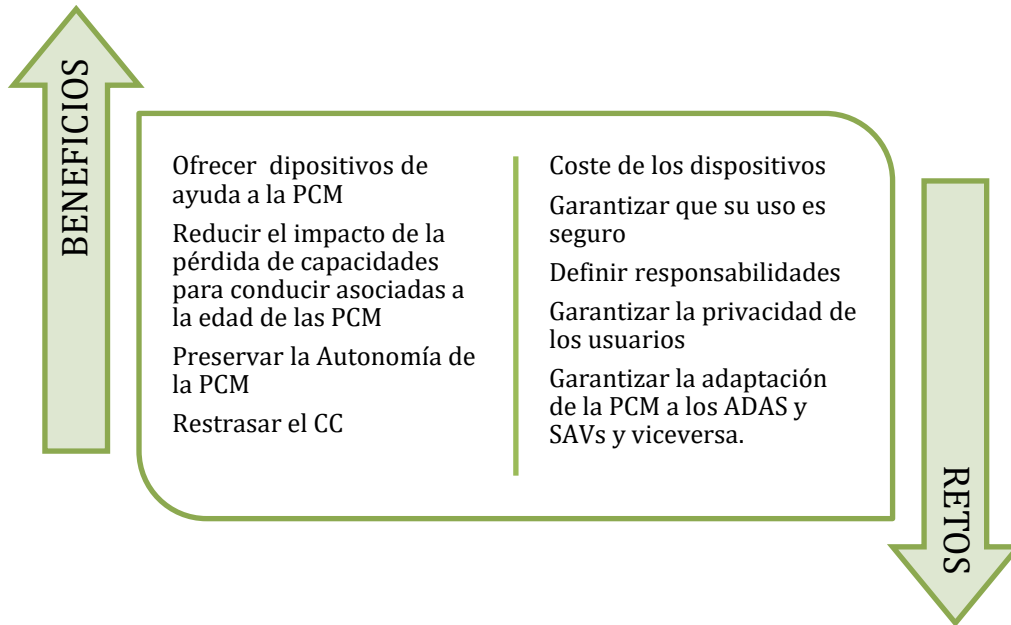 BENEFICIOS
Ofrecer dipositivos de
ayuda a la PCM
Reducir el impacto de la
pérdida de capacidades
para conducir asociadas a
la edad de las PCM
Preservar la Autonomía de
la PCM
Restrasar el CC
Coste de los dispositivos
Garantizar que su uso es
seguro
Definir responsabilidades
Garantizar la privacidad de
los usuarios
Garantizar la adaptación
de la PCM a los ADAS y
SAVs y viceversa.
RETOS